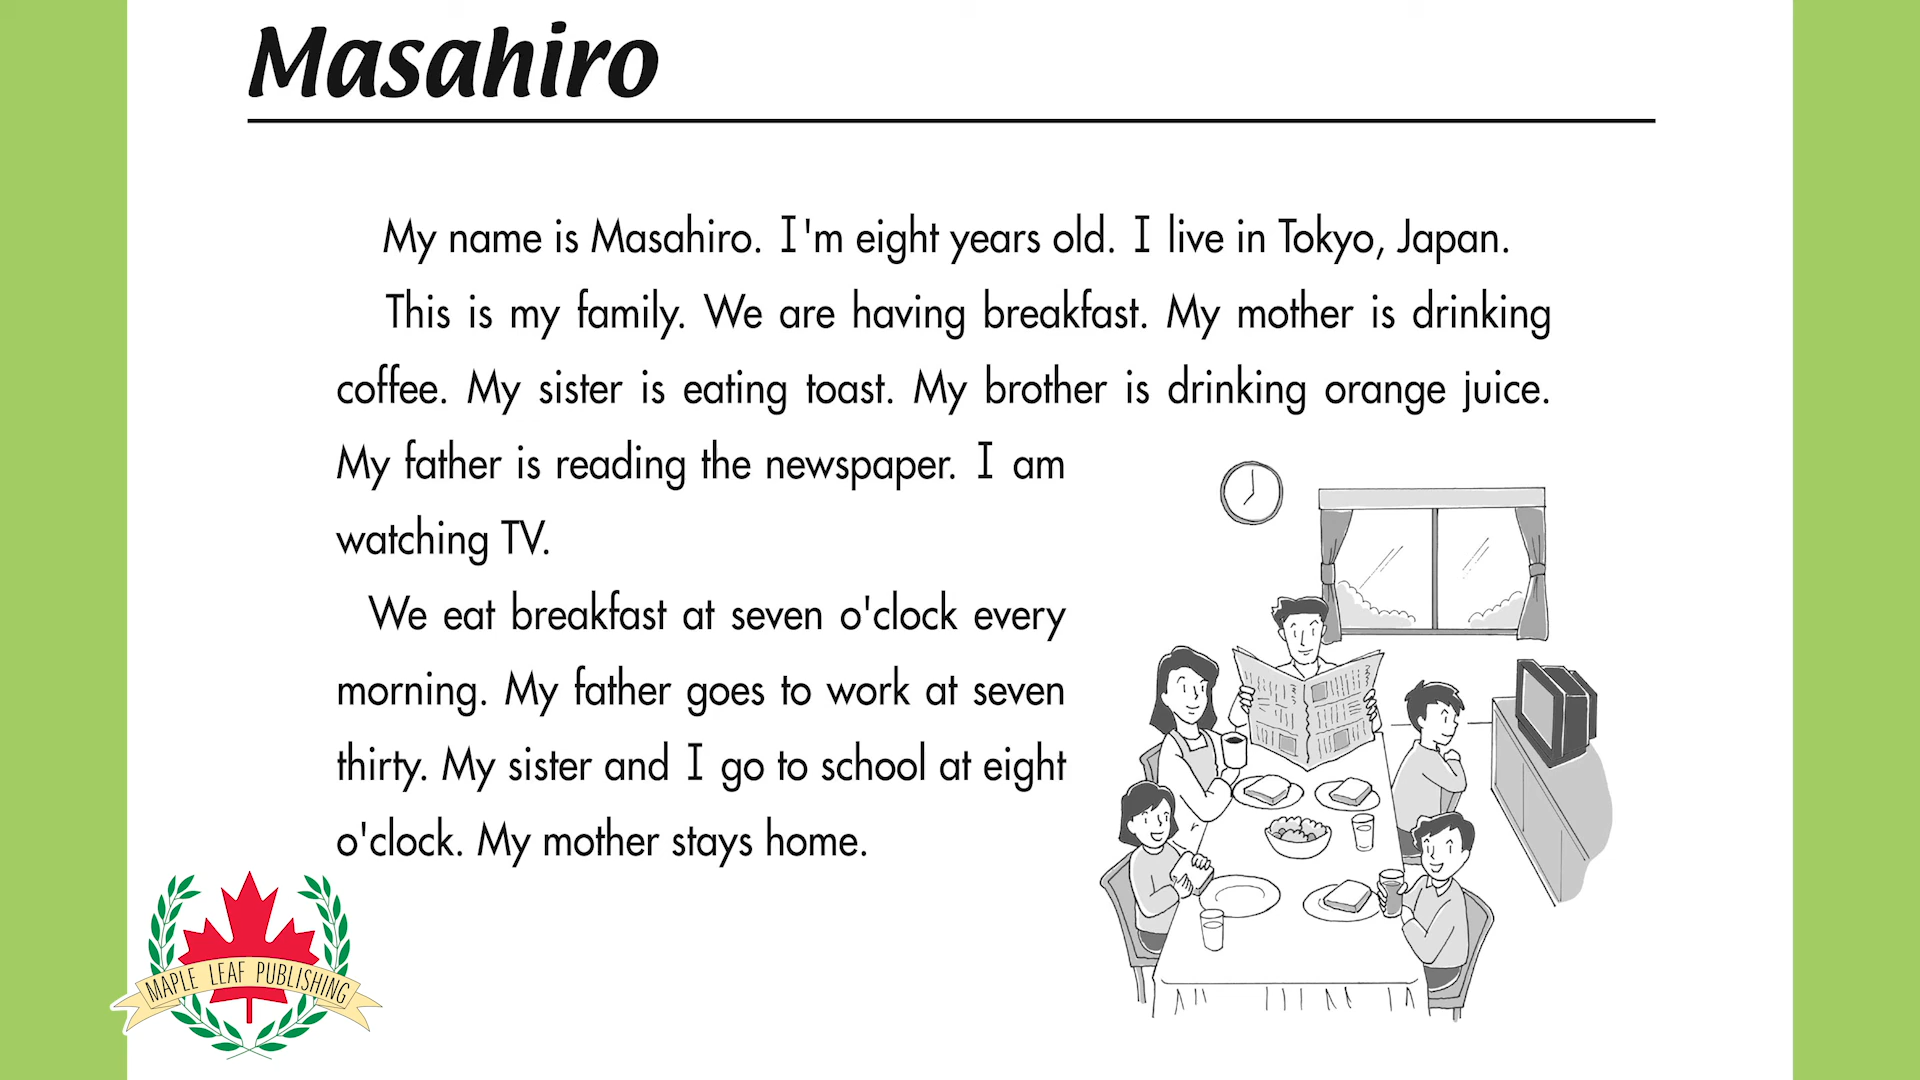 Masahiro
My name is Masahiro. I'm eight years old. I live in Tokyo, Japan.
This is my family. We are having breakfast. My mother is drinking
coffee. My sister is eating toast. My brother is drinking orange juice.
My father is reading the newspaper. I am
watching TV.
We eat breakfast at seven o'clock every
morning. My father goes to work at seven
thirty. My sister and I go to school at eight
o'clock. My mother stays home.
MAPLE LEAF PUBLISHING